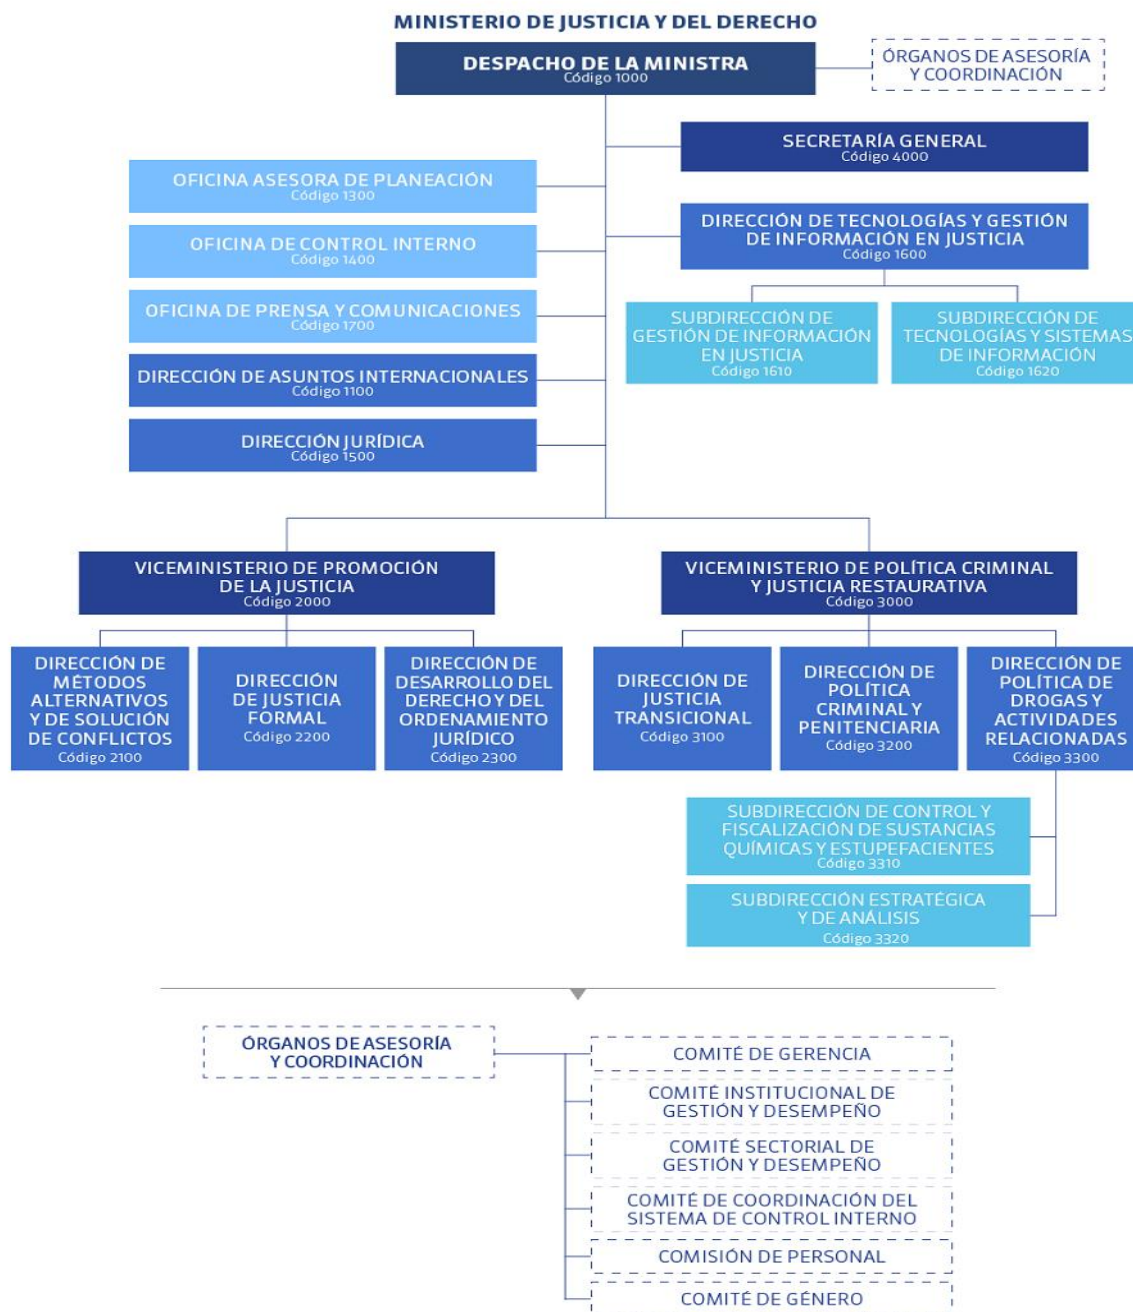 MINISTERIO DE JUSTICIA Y DEL DERECHO
DESPACHO DE LA MINISTRA
Código 1000
ÓRGANOS DE ASESORÍA
Y COORDINACIÓN
SECRETARÍA GENERAL
Código 4000
OFICINA ASESORA DE PLANEACIÓN
Código 1300
DIRECCIÓN DE TECNOLOGÍAS Y GESTIÓN
DE INFORMACIÓN EN JUSTICIA
Código 1600
OFICINA DE CONTROL INTERNO
Código 1400
OFICINA DE PRENSA Y COMUNICACIONES
Código 1700
SUBDIRECCIÓN DE
GESTIÓN DE INFORMACIÓN
EN JUSTICIA
Código 1610
SUBDIRECCIÓN DE
TECNOLOGÍAS Y SISTEMAS
DE INFORMACIÓN
Código 1620
DIRECCIÓN DE ASUNTOS INTERNACIONALES
Código 1100
DIRECCIÓN JURÍDICA
Código 1500
VICEMINISTERIO DE PROMOCIÓN
DE LA JUSTICIA
Código 2000
VICEMINISTERIO DE POLÍTICA CRIMINAL
Y JUSTICIA RESTAURATIVA
Código 3000
DIRECCIÓN DE
MÉTODOS
ALTERNATIVOS
Y DE SOLUCIÓN
DE CONFLICTOS
Código 2100
DIRECCIÓN
DE JUSTICIA
FORMAL
Código 2200
DIRECCIÓN DE
DESARROLLO DEL
DERECHO Y DEL
ORDENAMIENTO
JURÍDICO
Código 2300
DIRECCIÓN DE
JUSTICIA
TRANSICIONAL
Código 3100
DIRECCIÓN DE
POLÍTICA
CRIMINAL Y
PENITENCIARIA
Código 3200
DIRECCIÓN DE
POLÍTICA DE
DROGAS Y
ACTIVIDADES
RELACIONADAS
Código 3300
SUBDIRECCIÓN DE CONTROL Y
FISCALIZACIÓN DE SUSTANCIAS
QUÍMICAS Y ESTUPEFACIENTES
Código 3310
SUBDIRECCIÓN ESTRATÉGICA
Y DE ANÁLISIS
Código 3320
ÓRGANOS DE ASESORÍA
Y COORDINACIÓN
COMITÉ DE GERENCIA
COMITÉ INSTITUCIONAL DE
GESTIÓN Y DESEMPEÑO
COMITÉ SECTORIAL DE
GESTIÓN Y DESEMPEÑO
COMITÉ DE COORDINACIÓN DEL
SISTEMA DE CONTROL INTERNO
COMISIÓN DE PERSONAL
COMITÉ DE GÉNERO